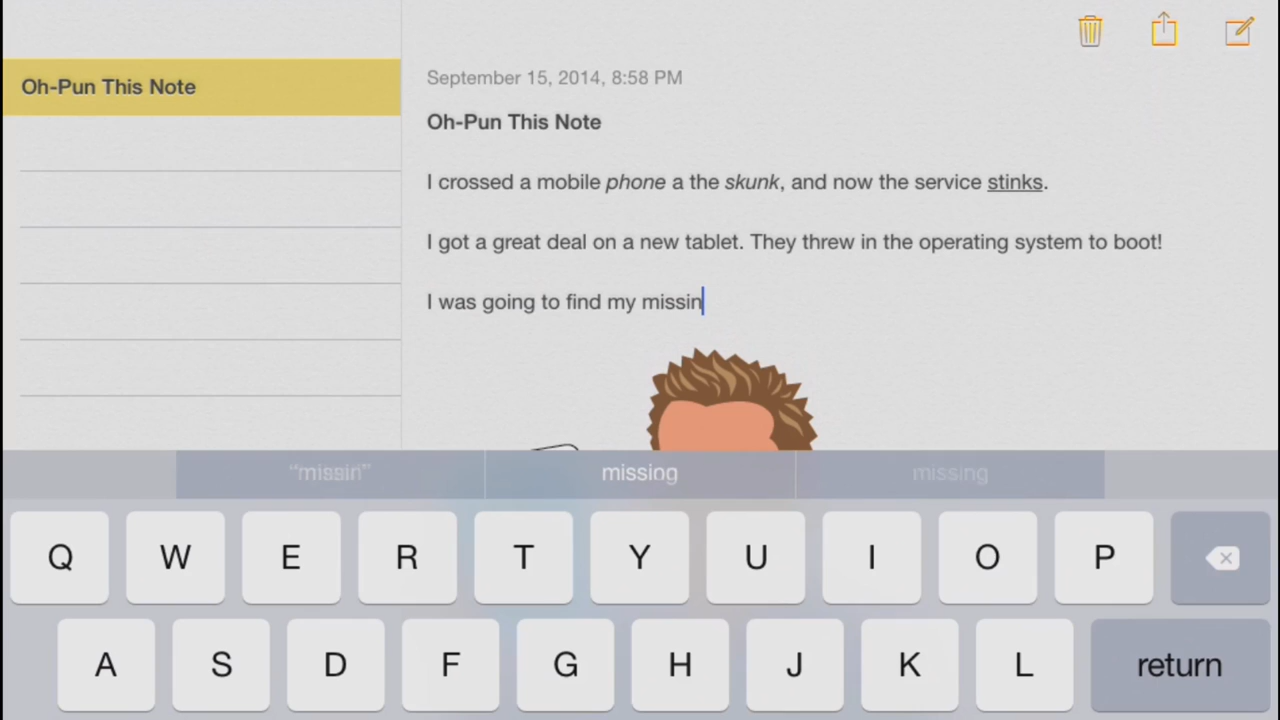 Oh-Pun This Note
September 15, 2014, 8:58 PM
Oh-Pun This Note
I crossed a mobile phone a the skunk, and now the service stinks.
I got a great deal on a new tablet. They threw in the operating system to boot!
I was going to find my missin
“missin” missing missing
Q W E R T Y U I O P
A S D F G H J K L return